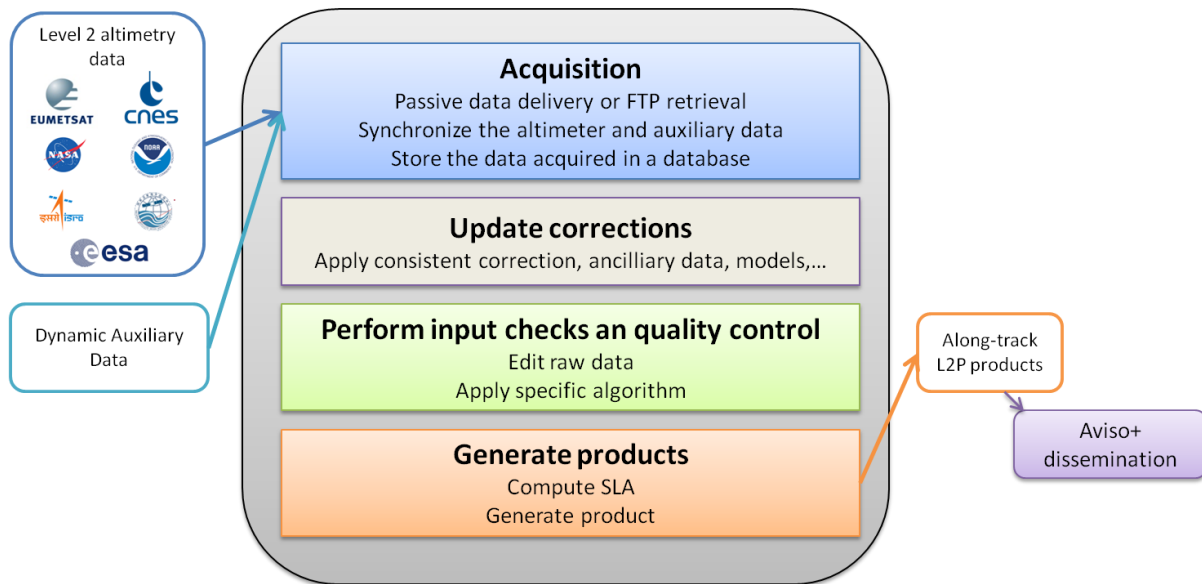 Level 2 altimetry
data
EUMETSAT
cnes
NASA
NOAA
इसरो isro
esa
Dynamic Auxiliary
Data
Acquisition
Passive data delivery or FTP retrieval
Synchronize the altimeter and auxiliary data
Store the data acquired in a database
Update corrections
Apply consistent correction, ancilliary data, models,...
Perform input checks an quality control
Edit raw data
Apply specific algorithm
Generate products
Compute SLA
Generate product
Along-track
L2P products
Aviso+
dissemination